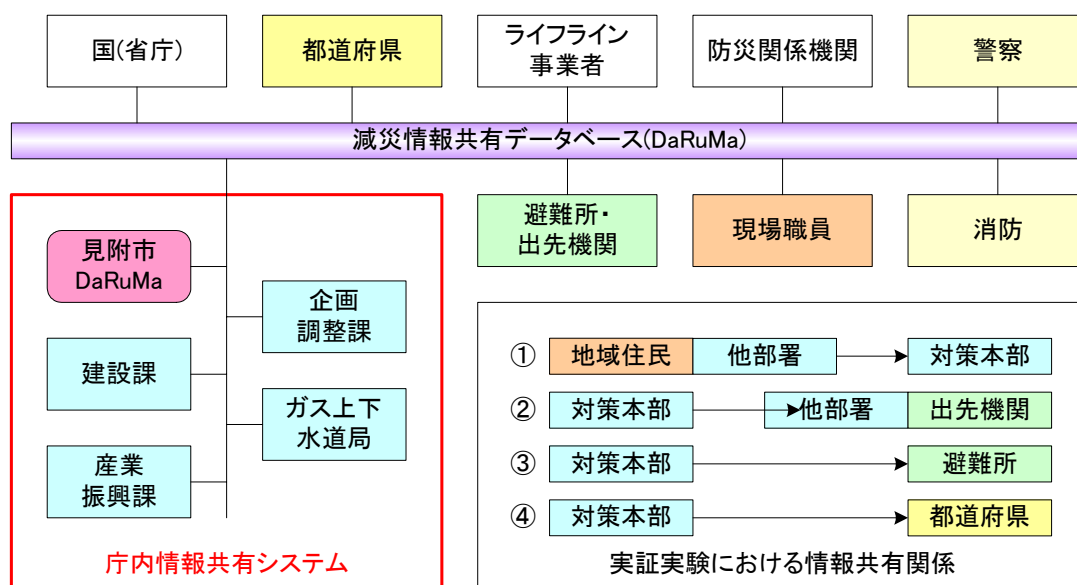 国(省庁)
都道府県
ライフライン
事業者
防災関係機関
警察
減災情報共有データベース(DaRuMa)
避難所・
出先機関
現場職員
消防
見附市
DaRuMa
企画
調整課
建設課
ガス上下
水道局
産業
振興課
庁内情報共有システム
① 地域住民 他部署 対策本部
② 対策本部 他部署 出先機関
③ 対策本部 避難所
④ 対策本部 都道府県
実証実験における情報共有関係